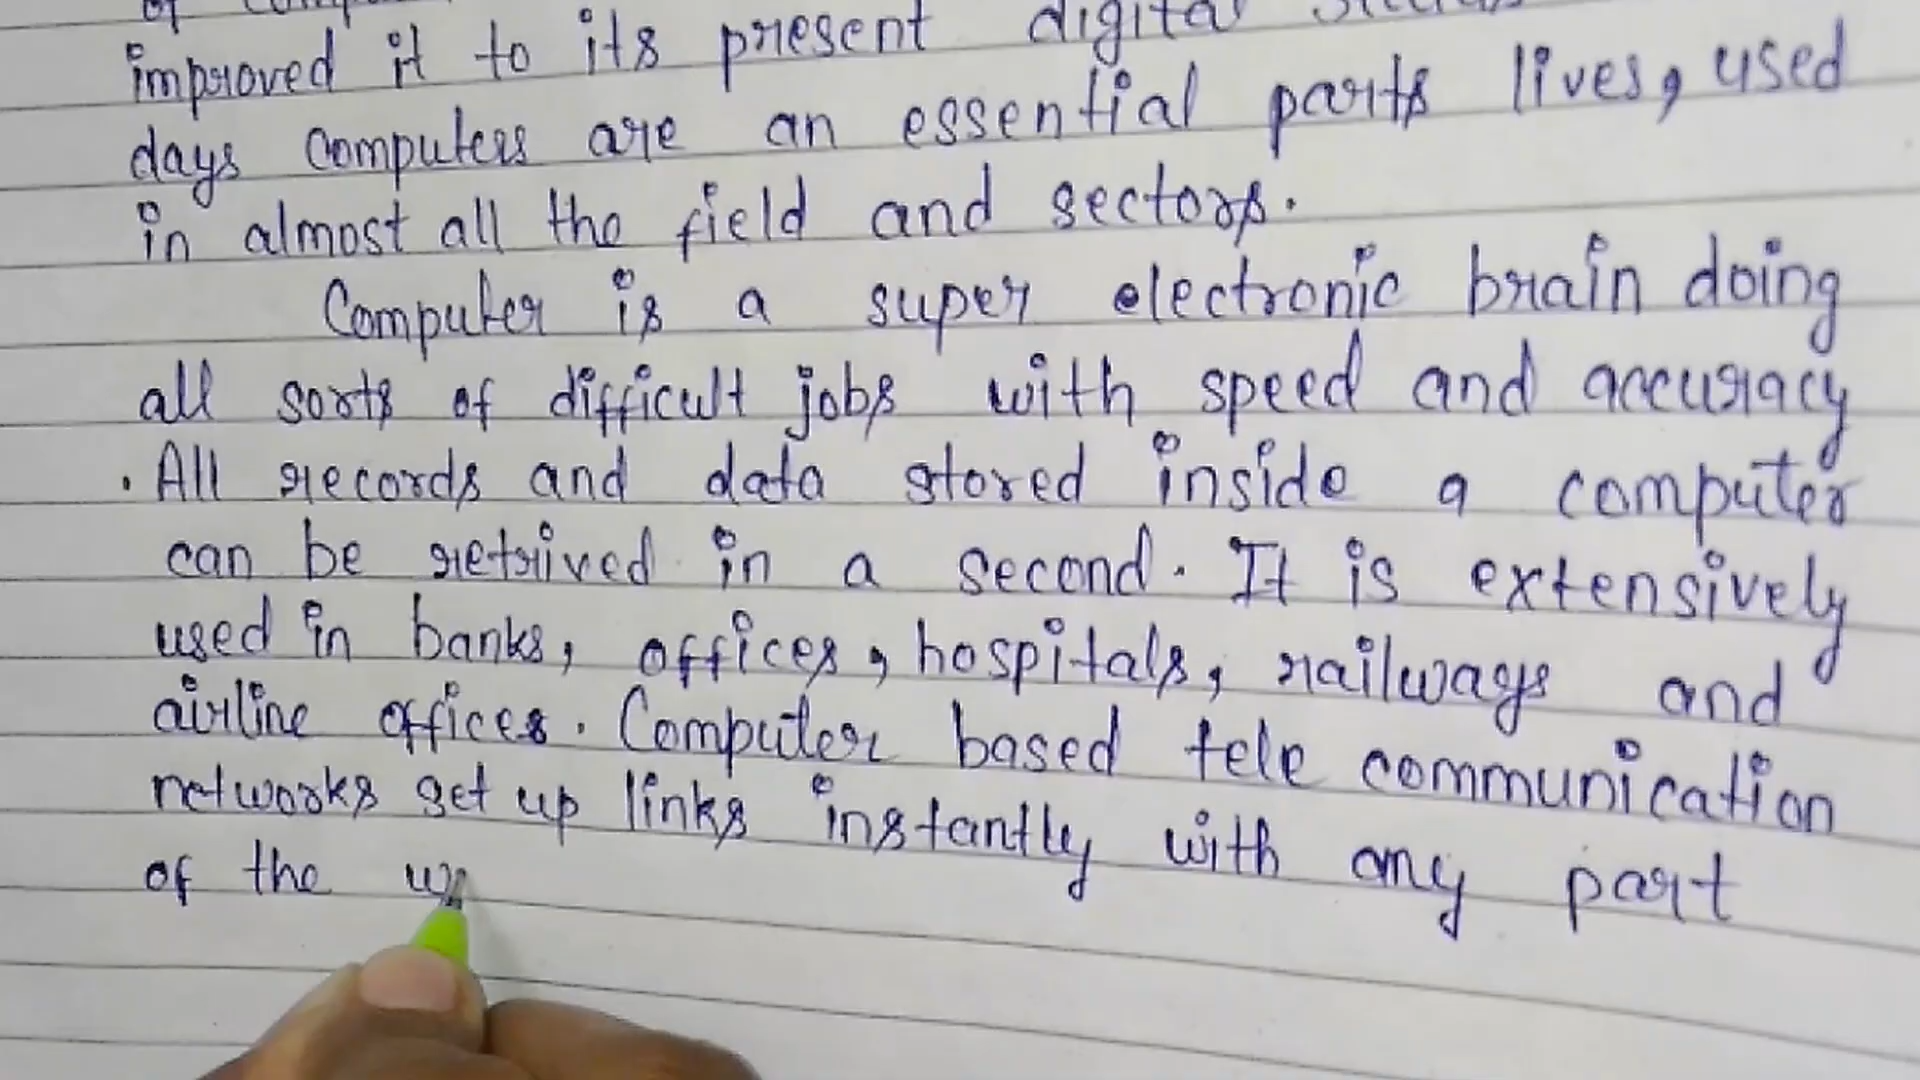 of
improved it to its present digital
days computers are an essential parts lives, used
in almost all the field and sectors.
Computer is a super electronic brain doing
all sorts of difficult jobs with speed and accuracy
. All records and data stored inside a computer
can be retrived in a second. It is extensively
used in banks, offices, hospitals, railways and
airline offices. Computer based tele communication
networks set up links instantly with any part
of the